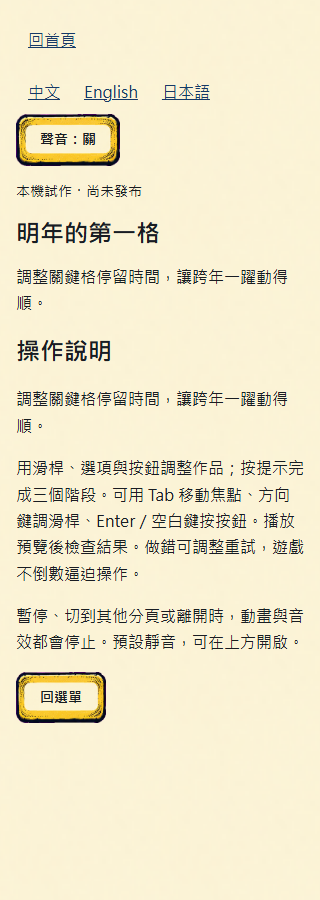 回首頁
中文 English 日本語
聲音：關
本機試作・尚未發布
明年的第一格
調整關鍵格停留時間，讓跨年一躍動得
順。
操作說明
調整關鍵格停留時間，讓跨年一躍動得
順。
用滑桿、選項與按鈕調整作品；按提示完
成三個階段。可用 Tab 移動焦點、方向
鍵調滑桿、Enter / 空白鍵按按鈕。播放
預覽後檢查結果。做錯可調整重試，遊戲
不倒數逼迫操作。
暫停、切到其他分頁或離開時，動畫與音
效都會停止。預設靜音，可在上方開啟。
回選單